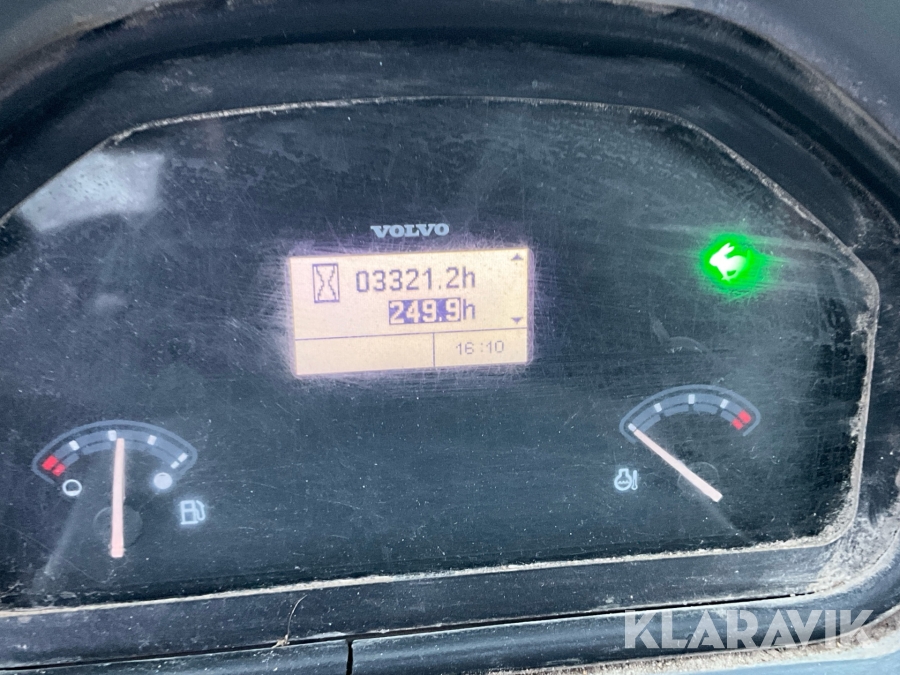 VOLVO
03321.2h
249.9h
16:10
KLARAVIK